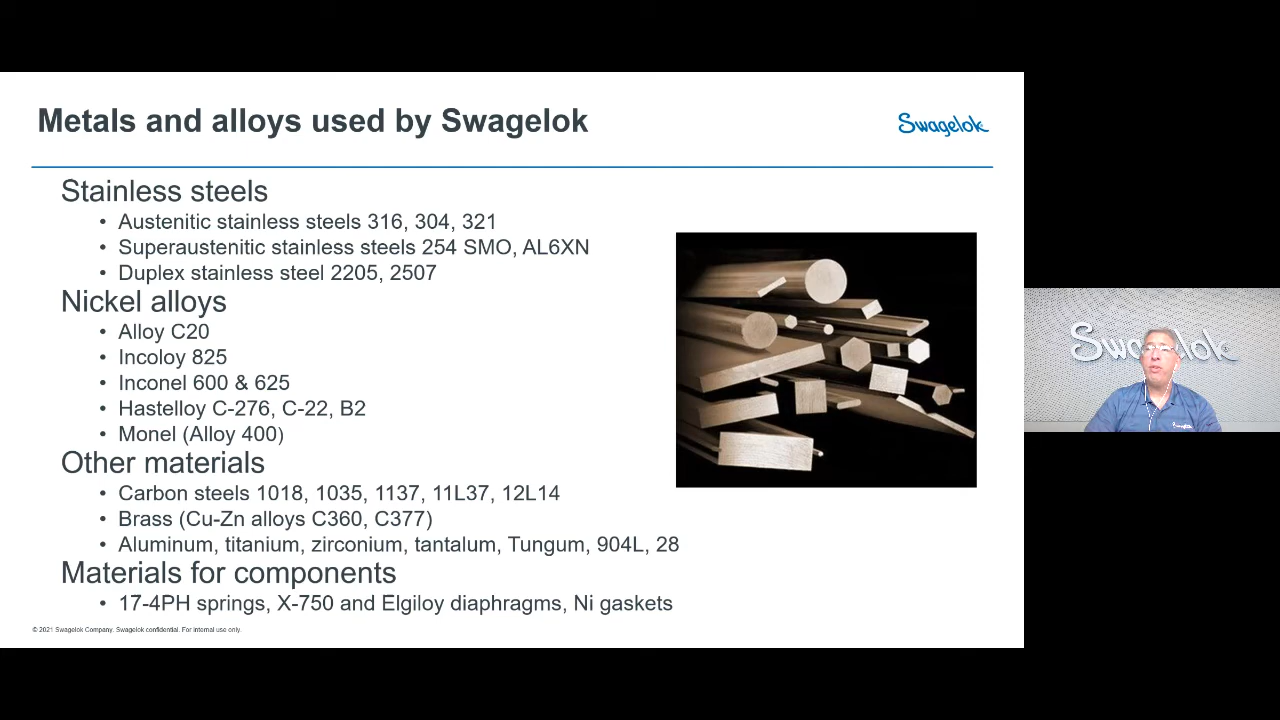 Metals and alloys used by Swagelok
Swagelok
Stainless steels
• Austenitic stainless steels 316, 304, 321
• Superaustenitic stainless steels 254 SMO, AL6XN
• Duplex stainless steel 2205, 2507
Nickel alloys
• Alloy C20
• Incoloy 825
• Inconel 600 & 625
• Hastelloy C-276, C-22, B2
• Monel (Alloy 400)
Other materials
• Carbon steels 1018, 1035, 1137, 11L37, 12L14
• Brass (Cu-Zn alloys C360, C377)
• Aluminum, titanium, zirconium, tantalum, Tungum, 904L, 28
Materials for components
• 17-4PH springs, X-750 and Elgiloy diaphragms, Ni gaskets
© 2021 Swagelok Company. Swagelok confidential. For internal use only.
Swagelok
Swagelok